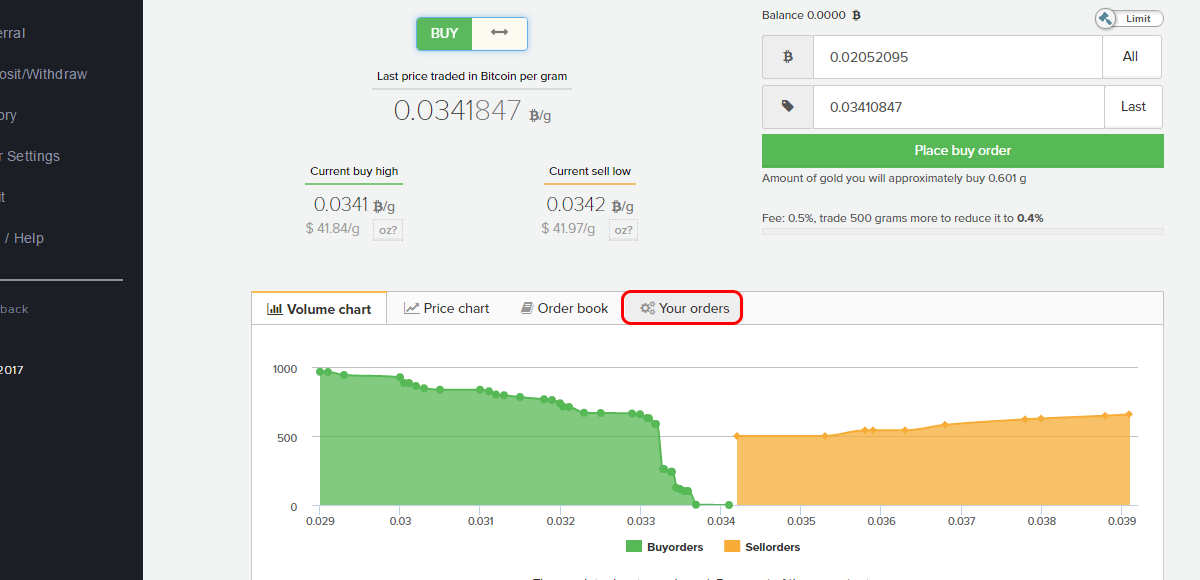 erral
osit/Withdraw
ory
r Settings
it
/ Help
back
2017
BUY
Last price traded in Bitcoin per gram
0.0341847 ฿/g
Current buy high
0.0341 ฿/g
$ 41.84/g oz?
Current sell low
0.0342 ฿/g
$ 41.97/g oz?
Balance 0.0000 ฿
Limit
฿ 0.02052095 All
0.03410847 Last
Place buy order
Amount of gold you will approximately buy 0.601 g
Fee: 0.5%, trade 500 grams more to reduce it to 0.4%
Volume chart Price chart Order book Your orders
1000
500
0
0.029 0.03 0.031 0.032 0.033 0.034 0.035 0.036 0.037 0.038 0.039
Buyorders Sellorders